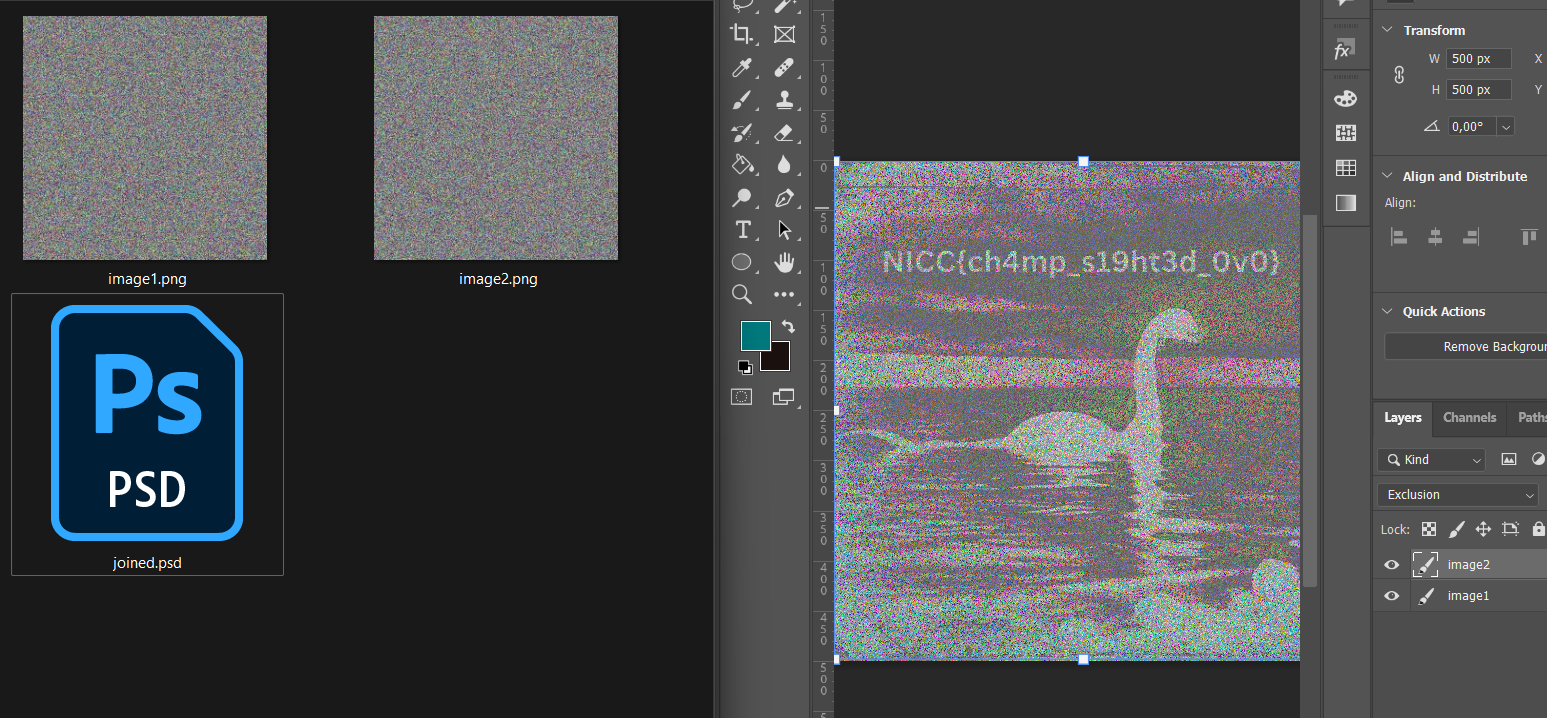 image1.png
image2.png
Ps
PSD
joined.psd
150
100
50
0
50
100
150
200
250
300
350
400
450
500
NICC{ch4mp_s19ht3d_0v0}
T
fx
Transform
W 500 px X
H 500 px Y
0,00°
Align and Distribute
Align:
Quick Actions
Remove Backgroun
Layers Channels Paths
Kind
Exclusion
Lock:
image2
image1